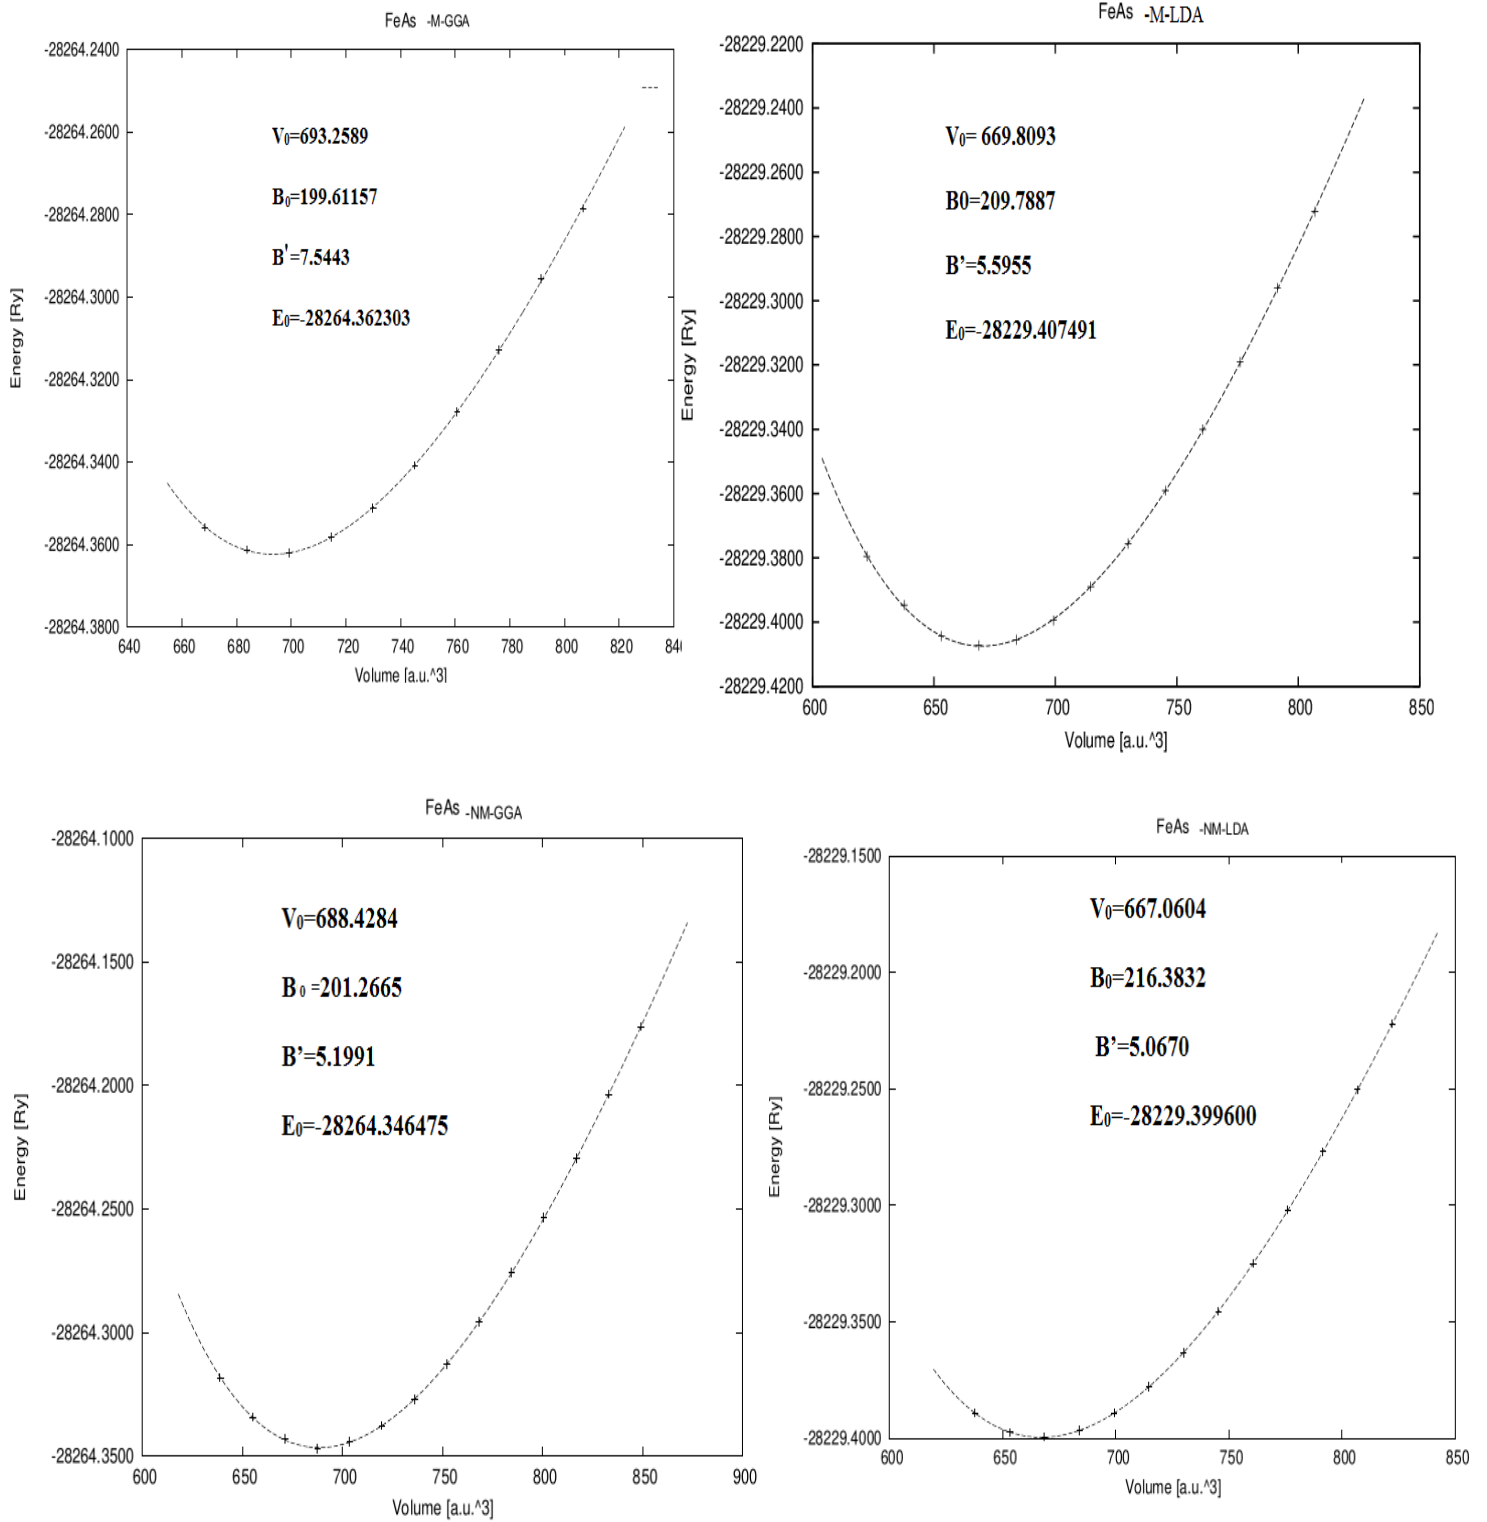 FeAs -M-GGA
-28264.2400
-28264.2600
-28264.2800
-28264.3000
-28264.3200
-28264.3400
-28264.3600
-28264.3800
Energy [Ry]
V₀=693.2589
B₀=199.61157
B'=7.5443
E₀=-28264.362303
640 660 680 700 720 740 760 780 800 820 84
Volume [a.u.^3]
FeAs -M-LDA
-28229.2200
-28229.2400
-28229.2600
-28229.2800
-28229.3000
-28229.3200
-28229.3400
-28229.3600
-28229.3800
-28229.4000
-28229.4200
Energy [Ry]
V₀= 669.8093
B0=209.7887
B’=5.5955
E₀=-28229.407491
600 650 700 750 800 850
Volume [a.u.^3]
FeAs -NM-GGA
-28264.1000
-28264.1500
-28264.2000
-28264.2500
-28264.3000
-28264.3500
Energy [Ry]
V₀=688.4284
B₀ =201.2665
B’=5.1991
E₀=-28264.346475
600 650 700 750 800 850 900
Volume [a.u.^3]
FeAs -NM-LDA
-28229.1500
-28229.2000
-28229.2500
-28229.3000
-28229.3500
-28229.4000
Energy [Ry]
V₀=667.0604
B₀=216.3832
B’=5.0670
E₀=-28229.399600
600 650 700 750 800 850
Volume [a.u.^3]